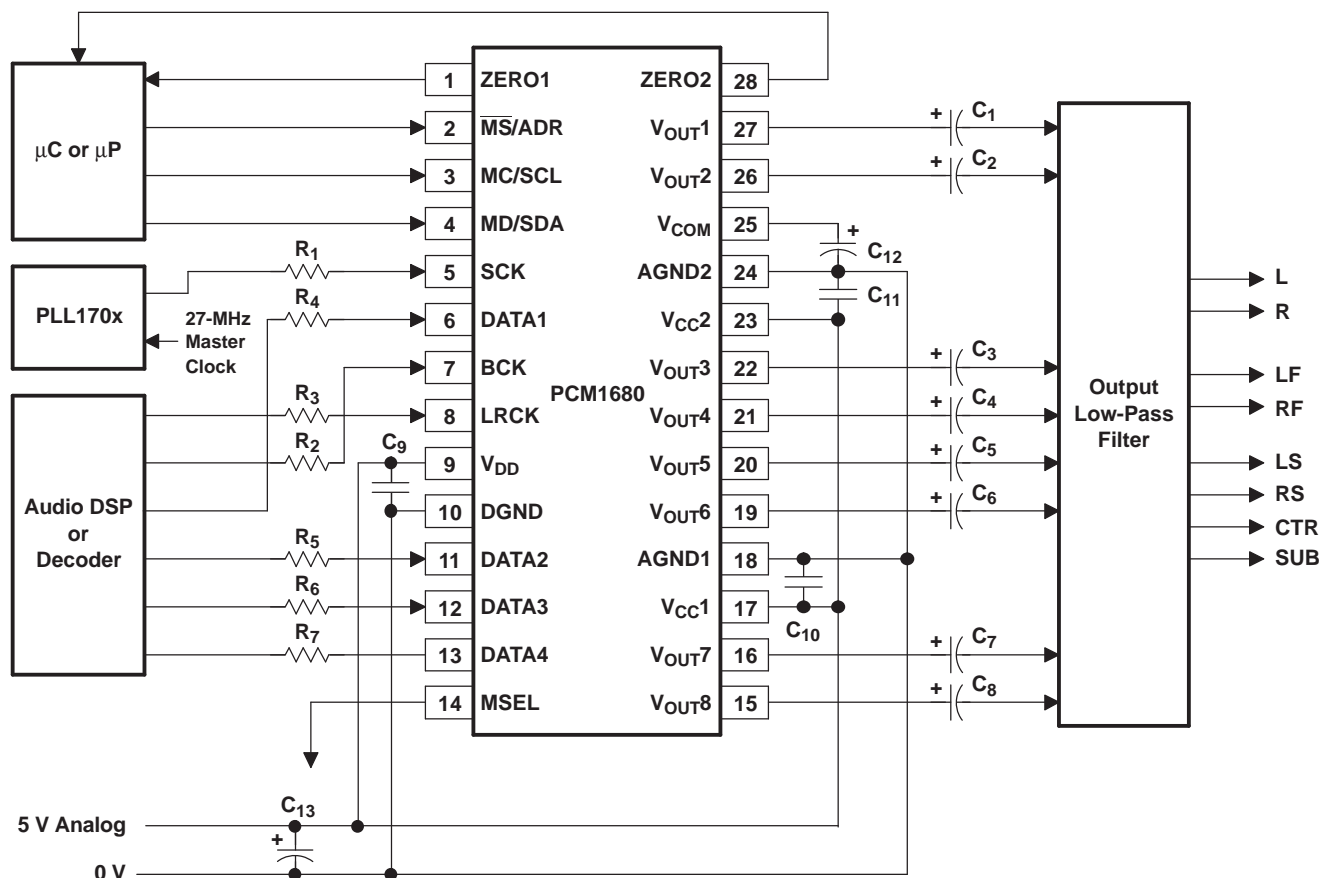 1 ZERO1 ZERO2 28
μC or μP
2 MS/ADR VOUT1 27 + C1
3 MC/SCL VOUT2 26 + C2
4 MD/SDA VCOM 25
+ C12
R1 5 SCK AGND2 24
C11
PLL170x
27-MHz
Master
Clock
R4 6 DATA1 VCC2 23
7 BCK VOUT3 22 + C3
PCM1680
R3 8 LRCK VOUT4 21 + C4
R2 C9 9 VDD VOUT5 20 + C5
10 DGND VOUT6 19 + C6
Audio DSP
or
Decoder
R5 11 DATA2 AGND1 18
R6 12 DATA3 VCC1 17
C10
R7 13 DATA4 VOUT7 16 + C7
14 MSEL VOUT8 15 + C8
Output
Low-Pass
Filter
L
R
LF
RF
LS
RS
CTR
SUB
5 V Analog
C13
+
0 V